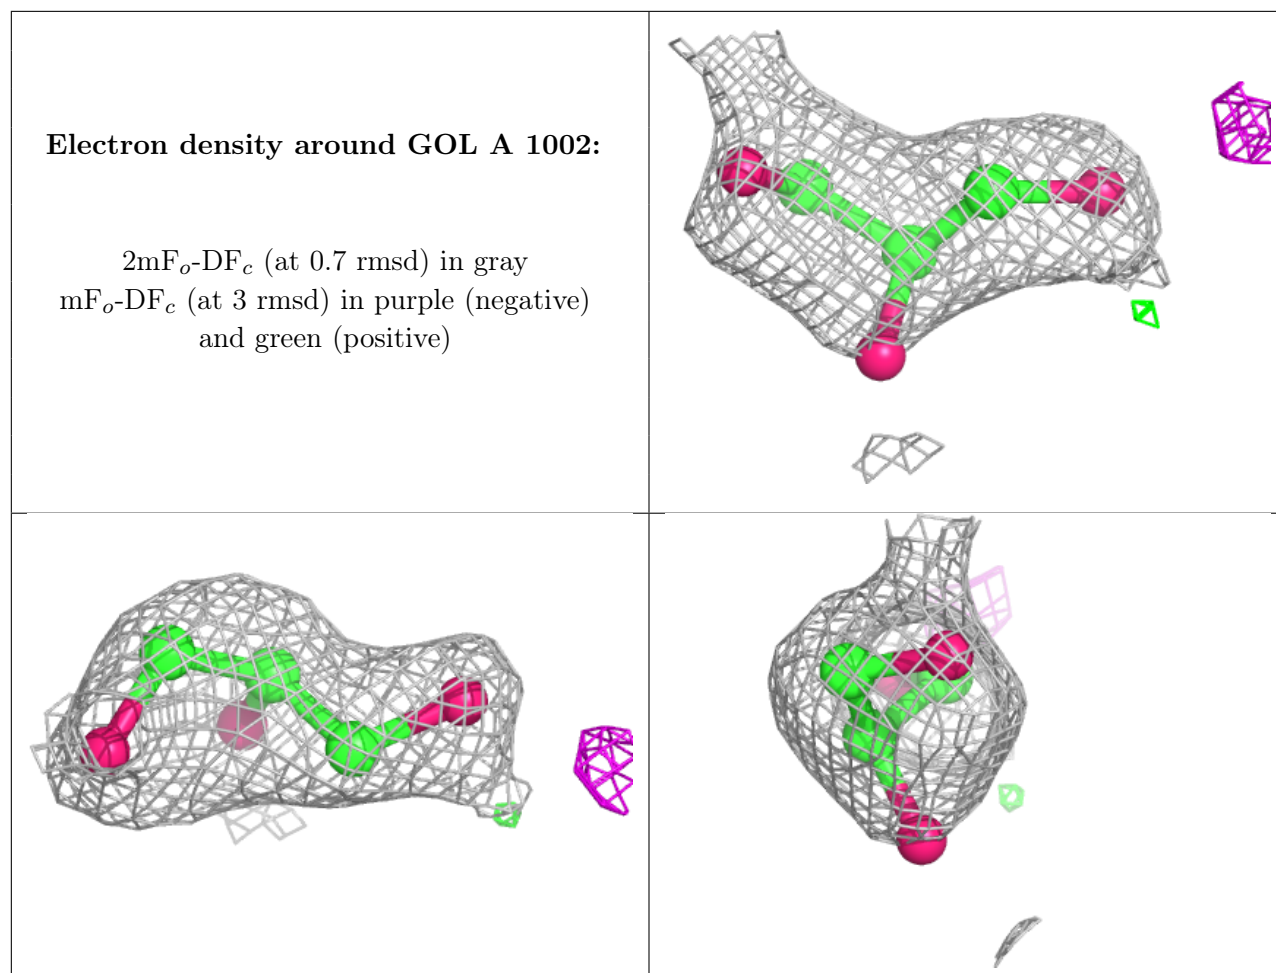 Electron density around GOL A 1002:
2mFo-DFc (at 0.7 rmsd) in gray
mFo-DFc (at 3 rmsd) in purple (negative)
and green (positive)